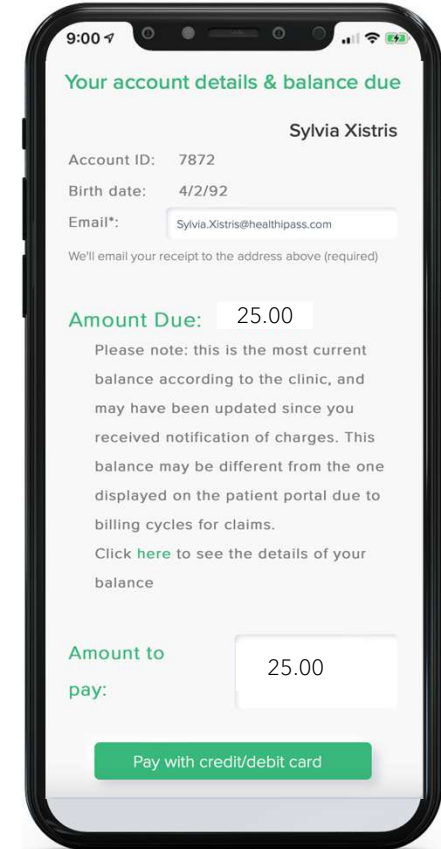 9:00
Your account details & balance due
Sylvia Xistris
Account ID: 7872
Birth date: 4/2/92
Email*: Sylvia.Xistris@healthipass.com
We'll email your receipt to the address above (required)
Amount Due: 25.00
Please note: this is the most current
balance according to the clinic, and
may have been updated since you
received notification of charges. This
balance may be different from the one
displayed on the patient portal due to
billing cycles for claims.
Click here to see the details of your
balance
Amount to
pay:
25.00
Pay with credit/debit card